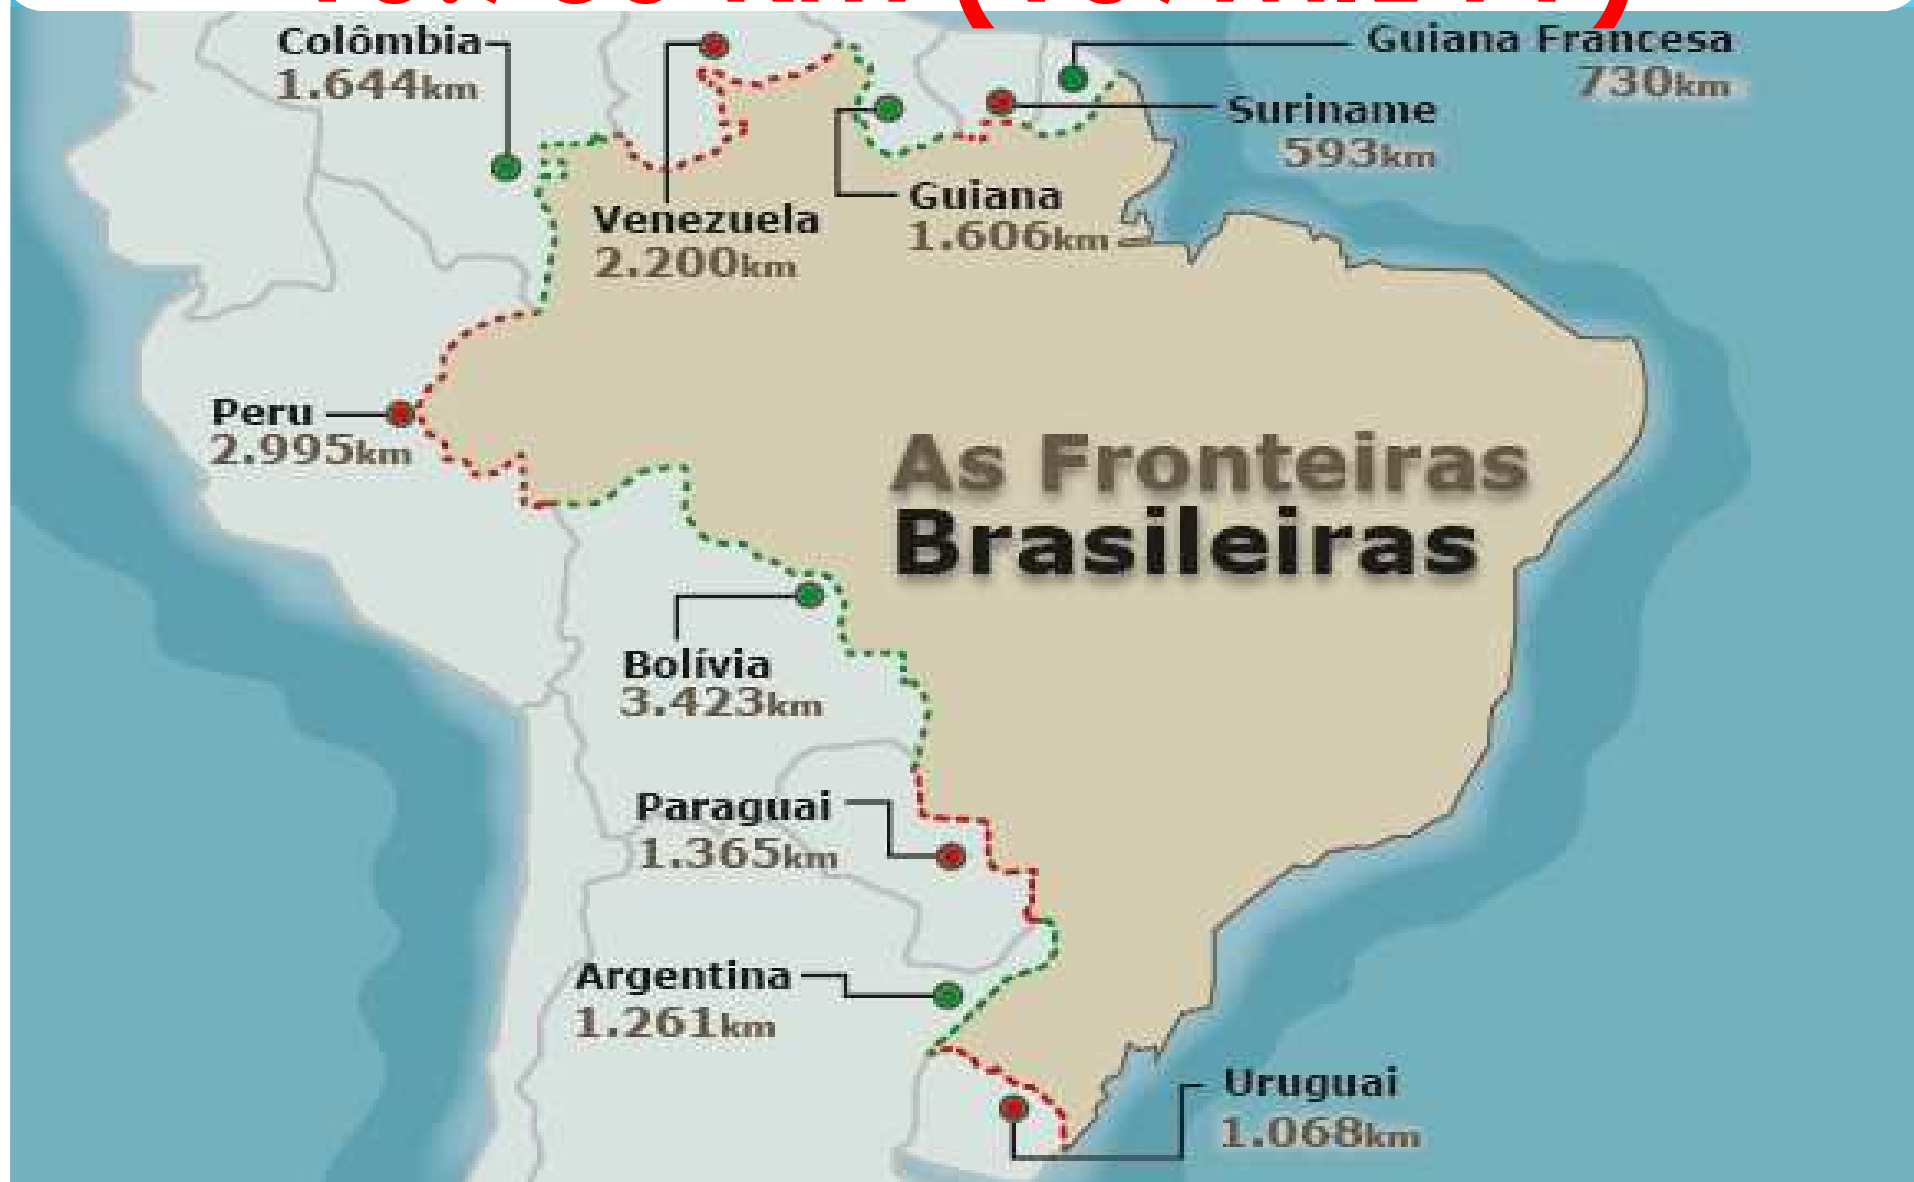 Colômbia
1.644km
Guiana Francesa
730km
Suriname
593km
Venezuela
2.200km
Guiana
1.606km
Peru
2.995km
As Fronteiras
Brasileiras
Bolívia
3.423km
Paraguai
1.365km
Argentina
1.261km
Uruguai
1.068km